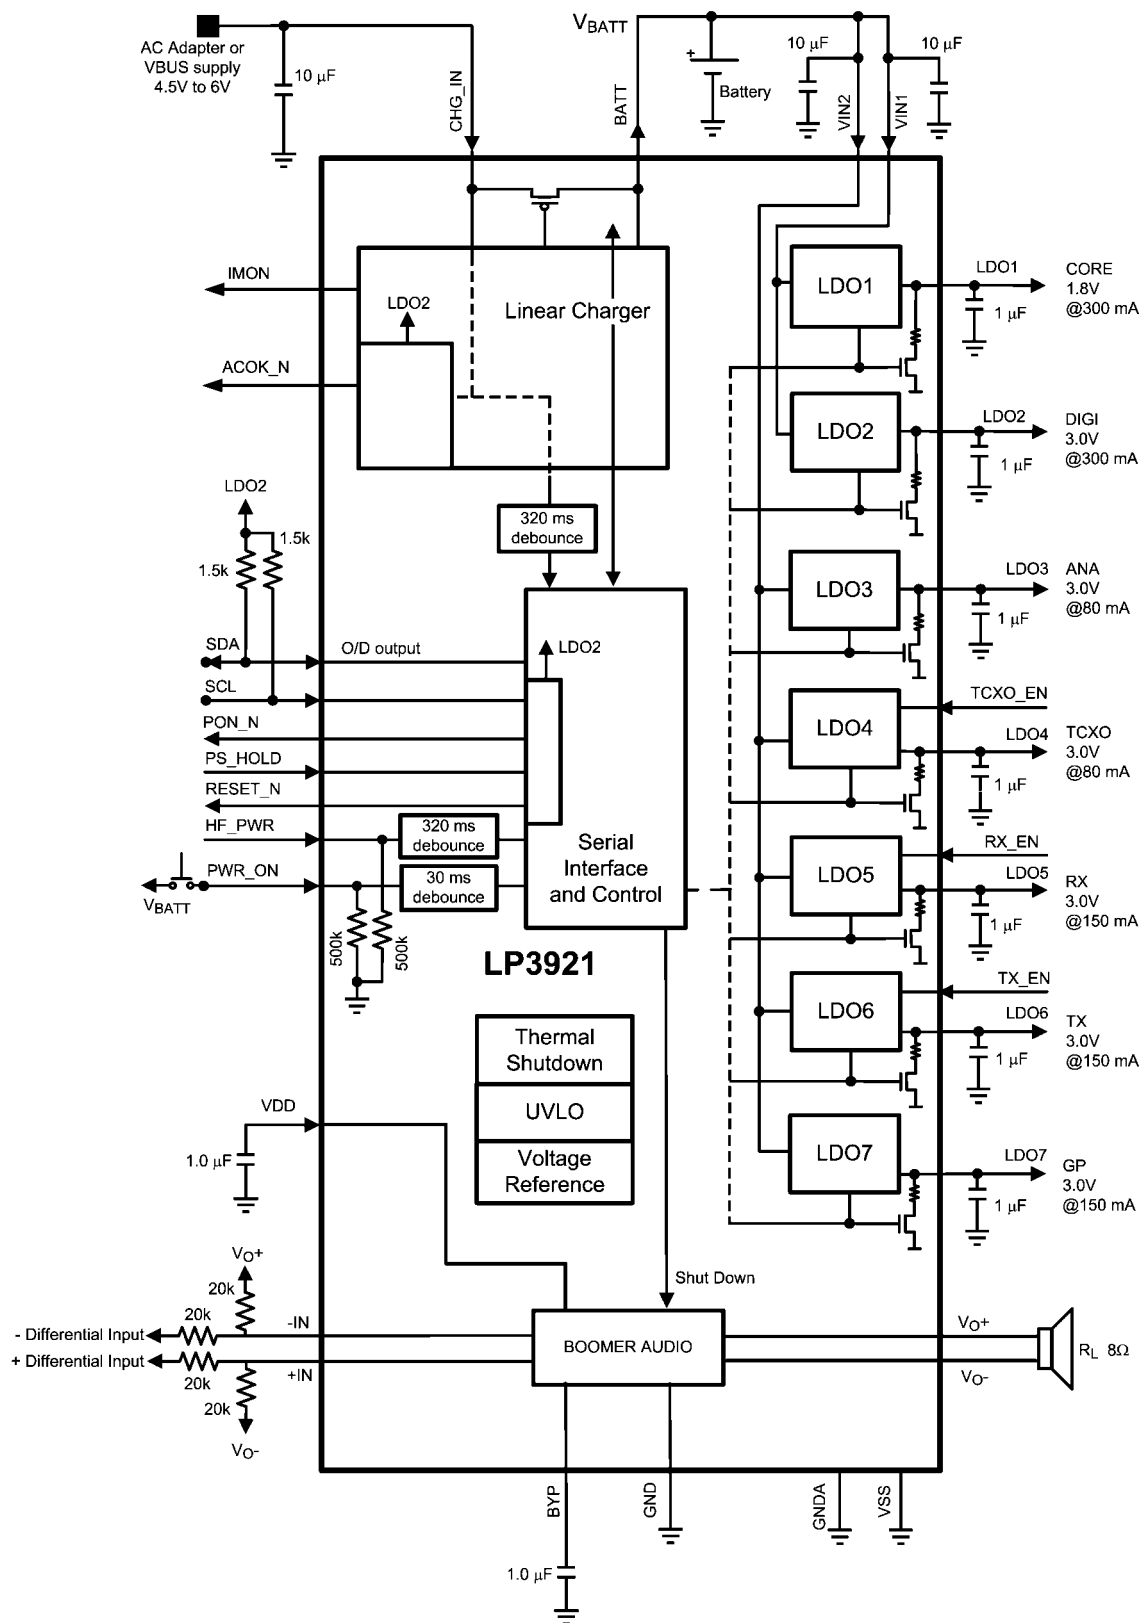 AC Adapter or
VBUS supply
4.5V to 6V
10 µF
CHG_IN
VBATT
BATT
+
Battery
10 µF
10 µF
VIN2
VIN1
IMON
LDO2
Linear Charger
ACOK_N
LDO1
LDO1
CORE
1.8V
@300 mA
1 µF
LDO2
LDO2
DIGI
3.0V
@300 mA
1 µF
LDO2
1.5k
1.5k
320 ms
debounce
LDO3
LDO3
ANA
3.0V
@80 mA
1 µF
SDA
O/D output
LDO2
SCL
PON_N
PS_HOLD
RESET_N
HF_PWR
320 ms
debounce
PWR_ON
30 ms
debounce
VBATT
500k
500k
Serial
Interface
and Control
LDO4
TCXO_EN
LDO4
TCXO
3.0V
@80 mA
1 µF
LDO5
RX_EN
LDO5
RX
3.0V
@150 mA
1 µF
LP3921
LDO6
TX_EN
LDO6
TX
3.0V
@150 mA
1 µF
Thermal
Shutdown
UVLO
Voltage
Reference
VDD
1.0 µF
LDO7
LDO7
GP
3.0V
@150 mA
1 µF
VO+
20k
20k
- Differential Input
-IN
+ Differential Input
+IN
20k
20k
VO-
Shut Down
BOOMER AUDIO
VO+
VO-
RL 8Ω
BYP
GND
GNDA
VSS
1.0 µF